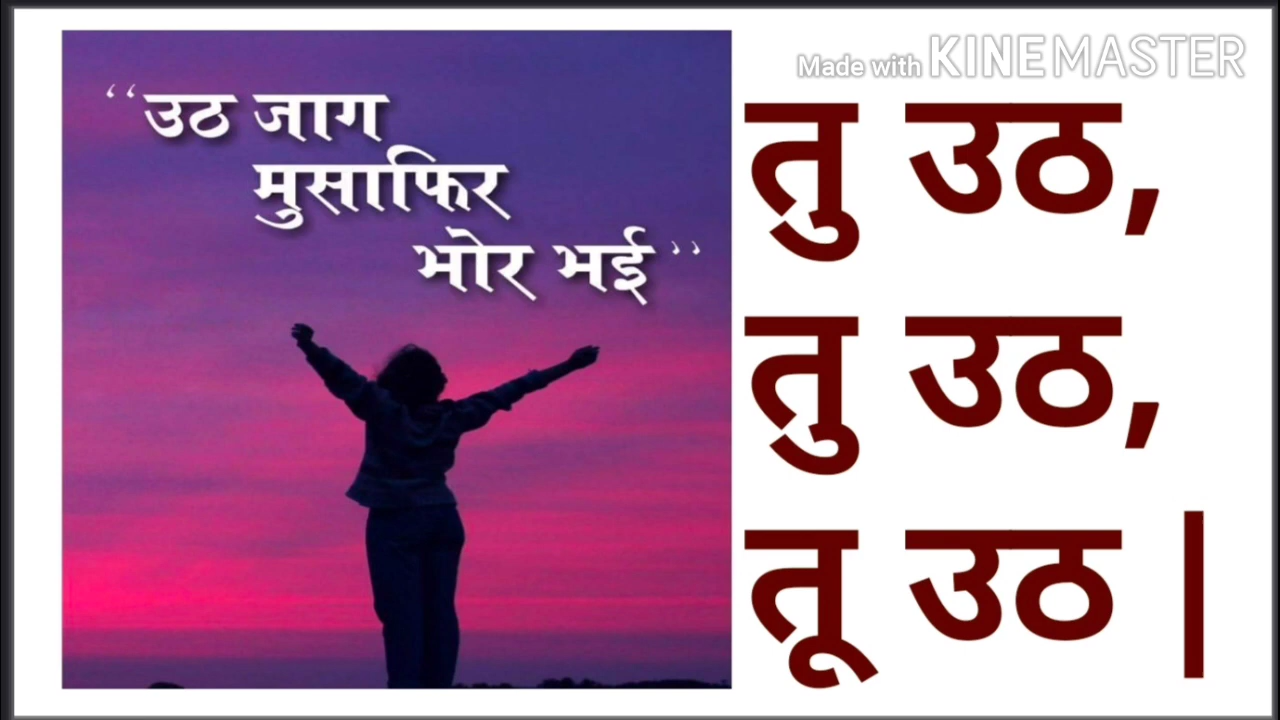 ‘‘उठ जाग
मुसाफिर
भोर भई’’
Made with KINEMASTER
तु उठ,
तु उठ,
तू उठ |